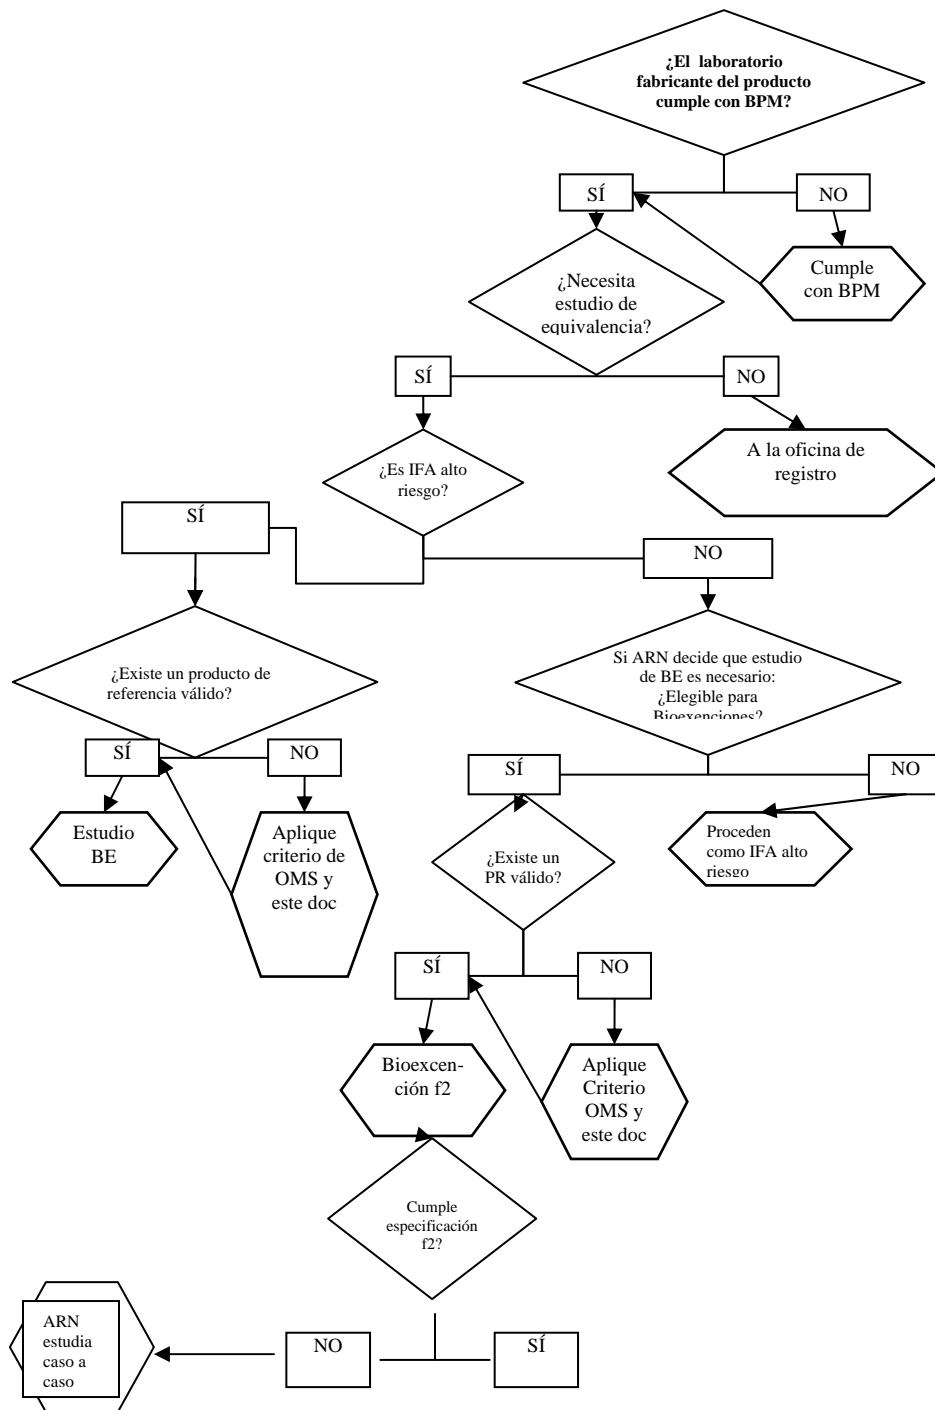 ¿El laboratorio
fabricante del producto
cumple con BPM?
SÍ
NO
¿Necesita
estudio de
equivalencia?
Cumple
con BPM
SÍ
NO
¿Es IFA alto
riesgo?
A la oficina de
registro
SÍ
NO
¿Existe un producto de
referencia válido?
Si ARN decide que estudio
de BE es necesario:
¿Elegible para
Bioexenciones?
SÍ
NO
SÍ
NO
Estudio
BE
Aplique
criterio de
OMS y
este doc
¿Existe un
PR válido?
Proceden
como IFA alto
riesgo
SÍ
NO
Bioexcen-
ción f2
Aplique
Criterio
OMS y
este doc
Cumple
especificación
f2?
ARN
estudia
caso a
caso
NO
SÍ